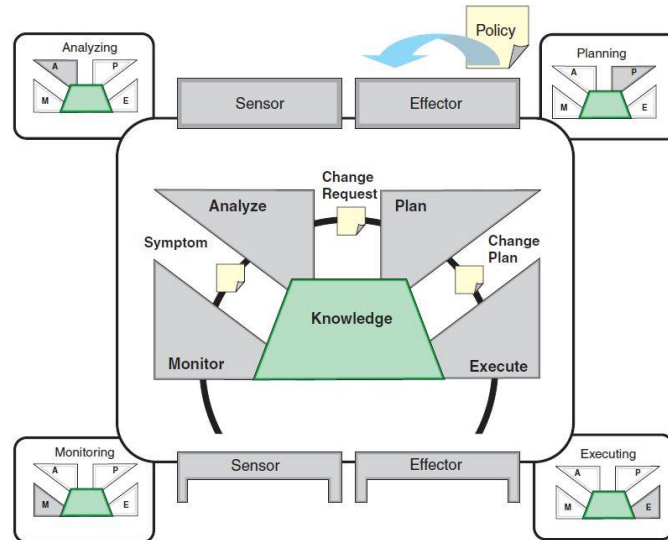 Policy
Analyzing
A P
M E
Planning
A P
M E
Sensor
Effector
Change
Request
Analyze
Plan
Symptom
Change
Plan
Knowledge
Monitor
Execute
Monitoring
A P
M E
Sensor
Effector
Executing
A P
M E